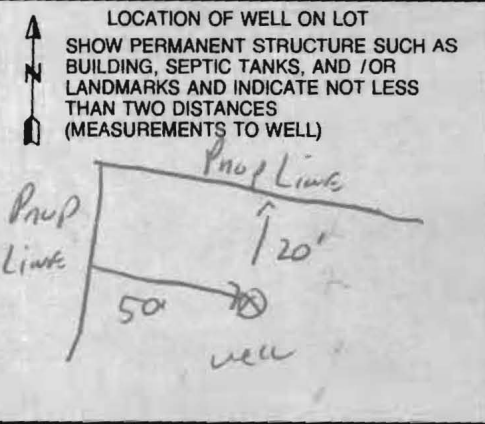 LOCATION OF WELL ON LOT
SHOW PERMANENT STRUCTURE SUCH AS
BUILDING, SEPTIC TANKS, AND /OR
LANDMARKS AND INDICATE NOT LESS
THAN TWO DISTANCES
(MEASUREMENTS TO WELL)
N
Prop Line
Prop
Line
20'
50'
well